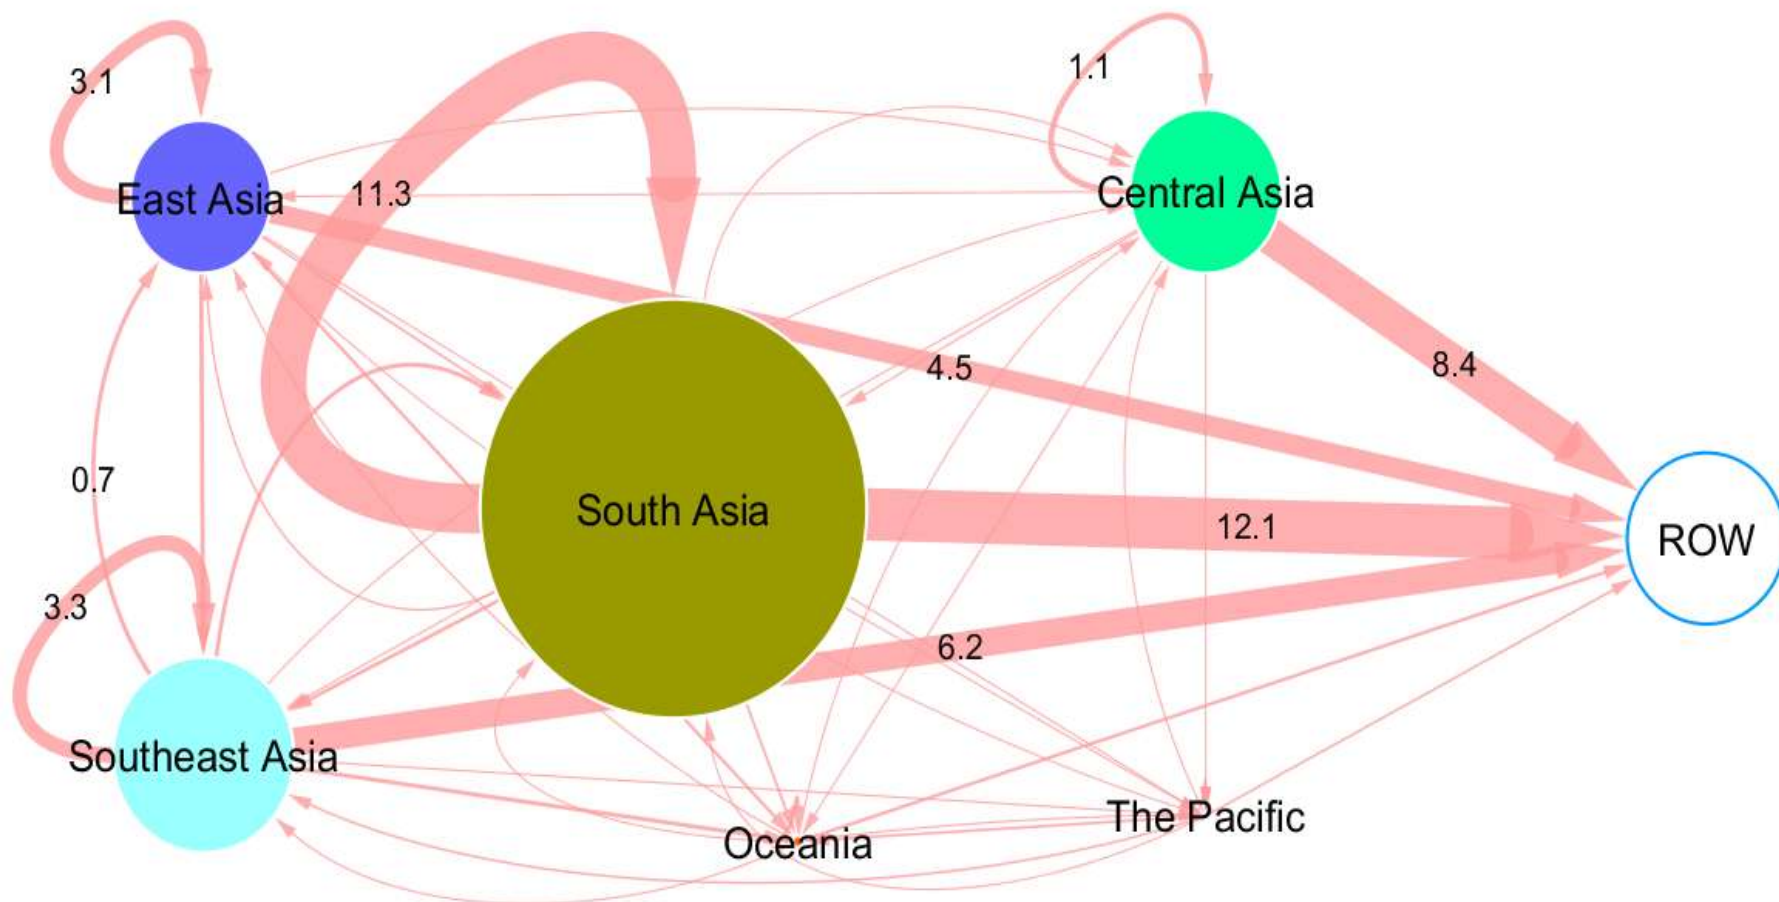 3.1
1.1
East Asia
11.3
Central Asia
4.5
8.4
0.7
South Asia
12.1
ROW
3.3
6.2
Southeast Asia
The Pacific
Oceania